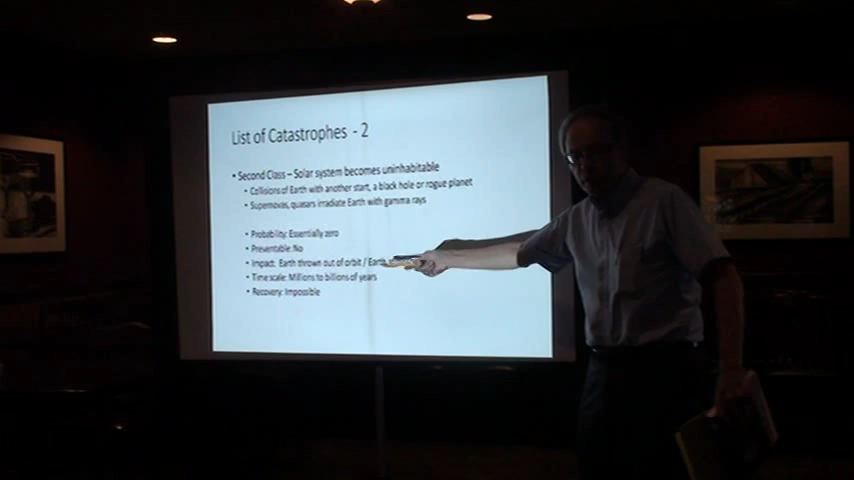 List of Catastrophes - 2
• Second Class – Solar system becomes uninhabitable
• Collisions of Earth with another start, a black hole or rogue planet
• Supernovas, quasars irradiate Earth with gamma rays
• Probability: Essentially zero
• Preventable: No
• Impact: Earth thrown out of orbit / Earth
• Time scale: Millions to billions of years
• Recovery: Impossible